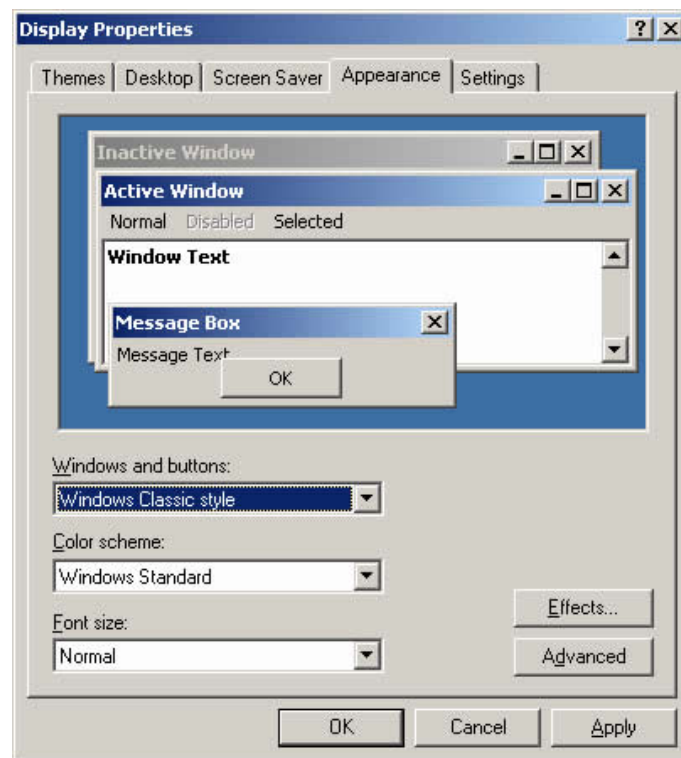 Display Properties
Themes Desktop Screen Saver Appearance Settings
Inactive Window
Active Window
Normal Disabled Selected
Window Text
Message Box
Message Text
OK
Windows and buttons:
Windows Classic style
Color scheme:
Windows Standard
Effects...
Font size:
Normal
Advanced
OK Cancel Apply